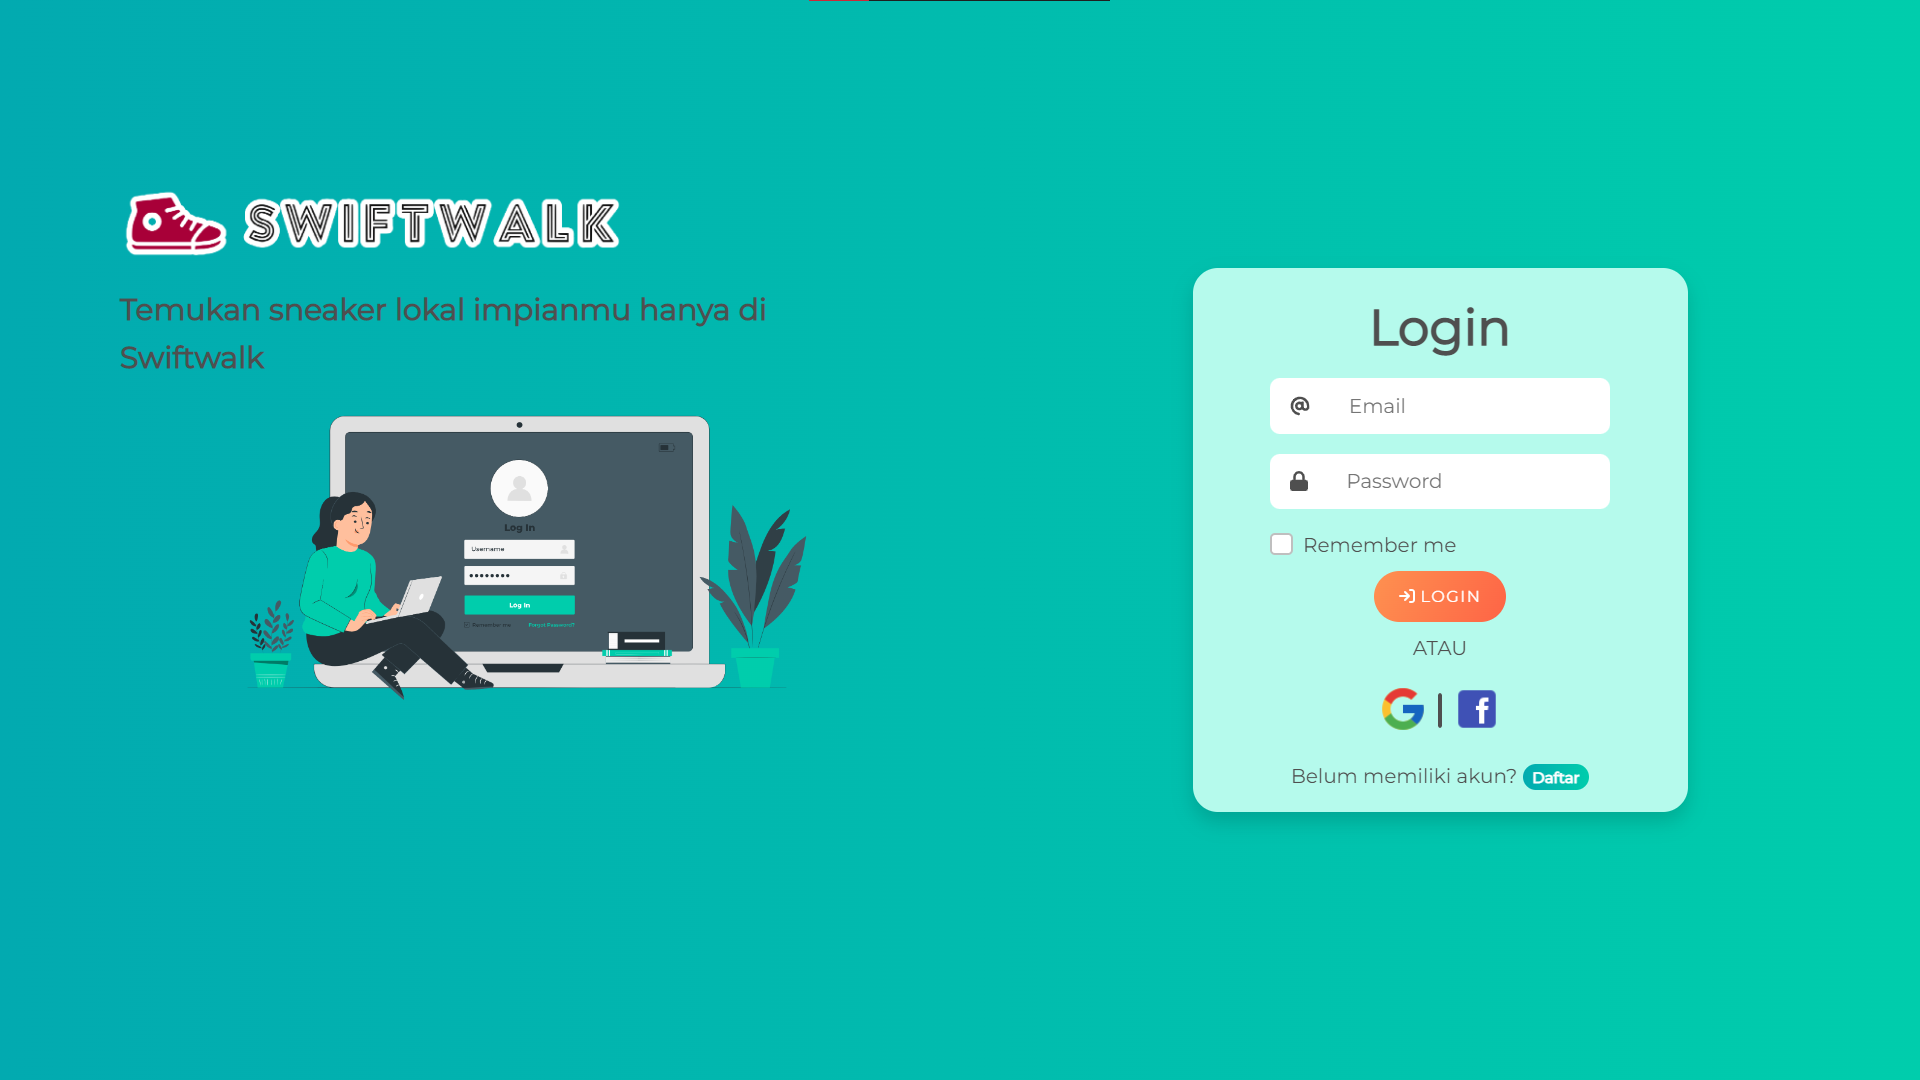 SWIFTWALK
Temukan sneaker lokal impianmu hanya di
Swiftwalk
Log In
Username
Log In
Remember me Forgot Password?
Login
Email
Password
Remember me
LOGIN
ATAU
Belum memiliki akun? Daftar